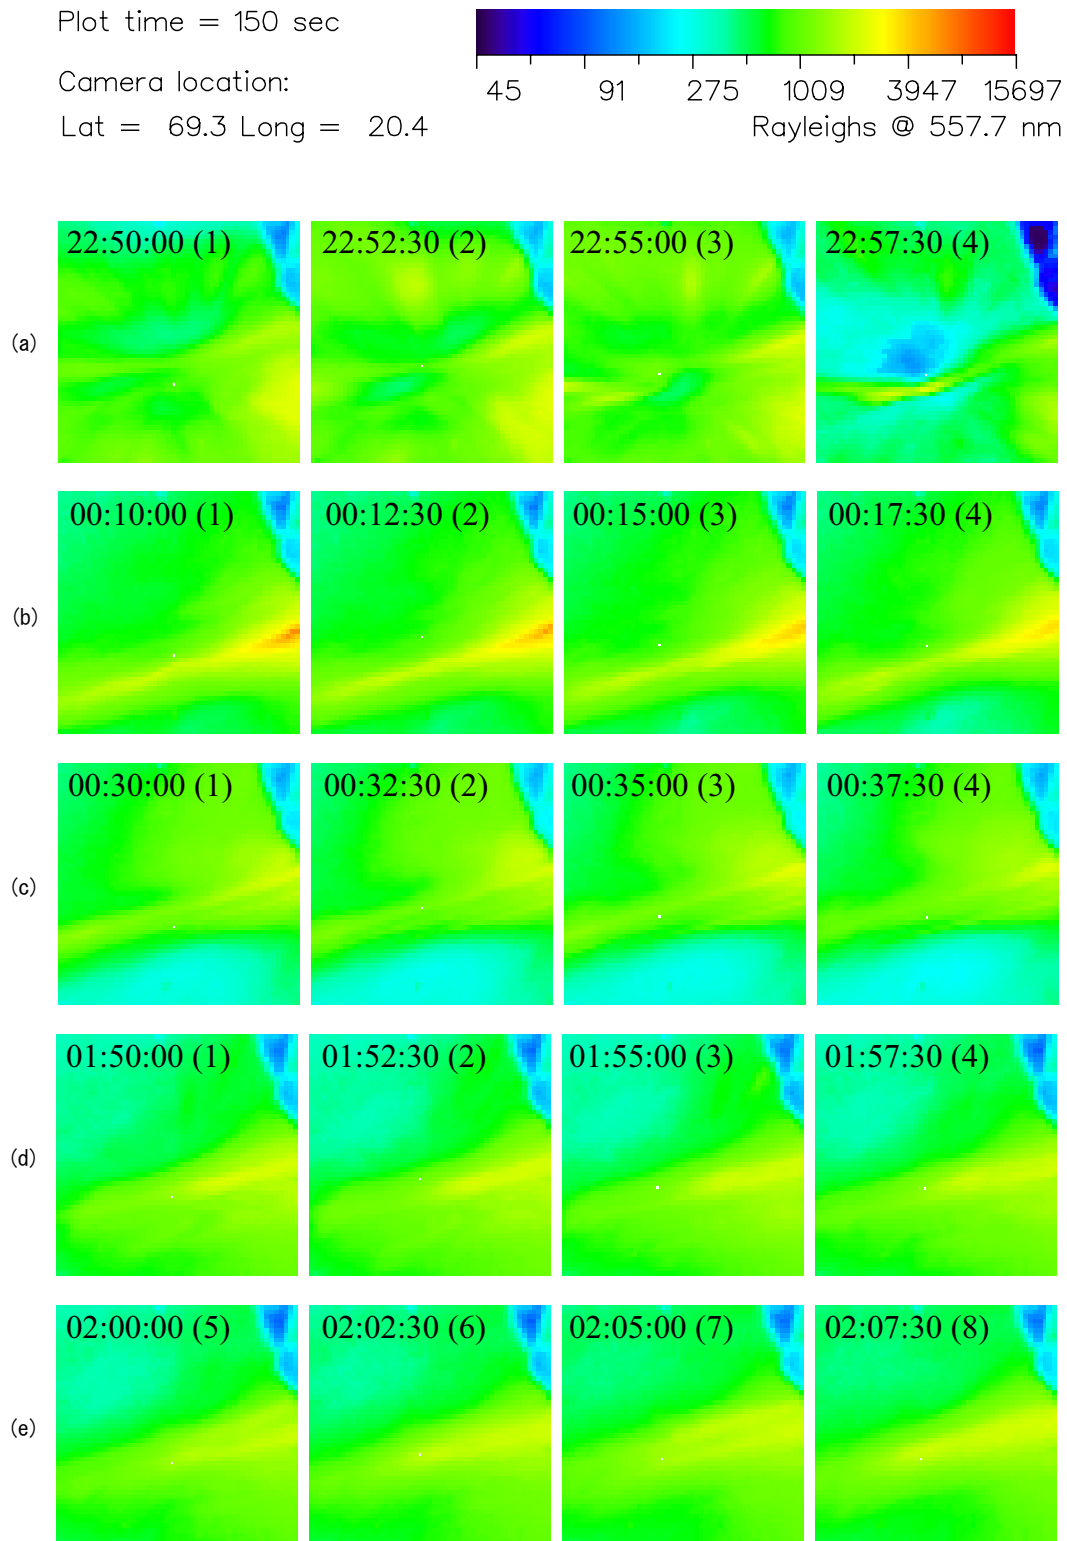 Plot time = 150 sec
Camera location:
Lat = 69.3 Long = 20.4
45 91 275 1009 3947 15697
Rayleighs @ 557.7 nm
(a)
22:50:00 (1) 22:52:30 (2) 22:55:00 (3) 22:57:30 (4)
(b)
00:10:00 (1) 00:12:30 (2) 00:15:00 (3) 00:17:30 (4)
(c)
00:30:00 (1) 00:32:30 (2) 00:35:00 (3) 00:37:30 (4)
(d)
01:50:00 (1) 01:52:30 (2) 01:55:00 (3) 01:57:30 (4)
(e)
02:00:00 (5) 02:02:30 (6) 02:05:00 (7) 02:07:30 (8)